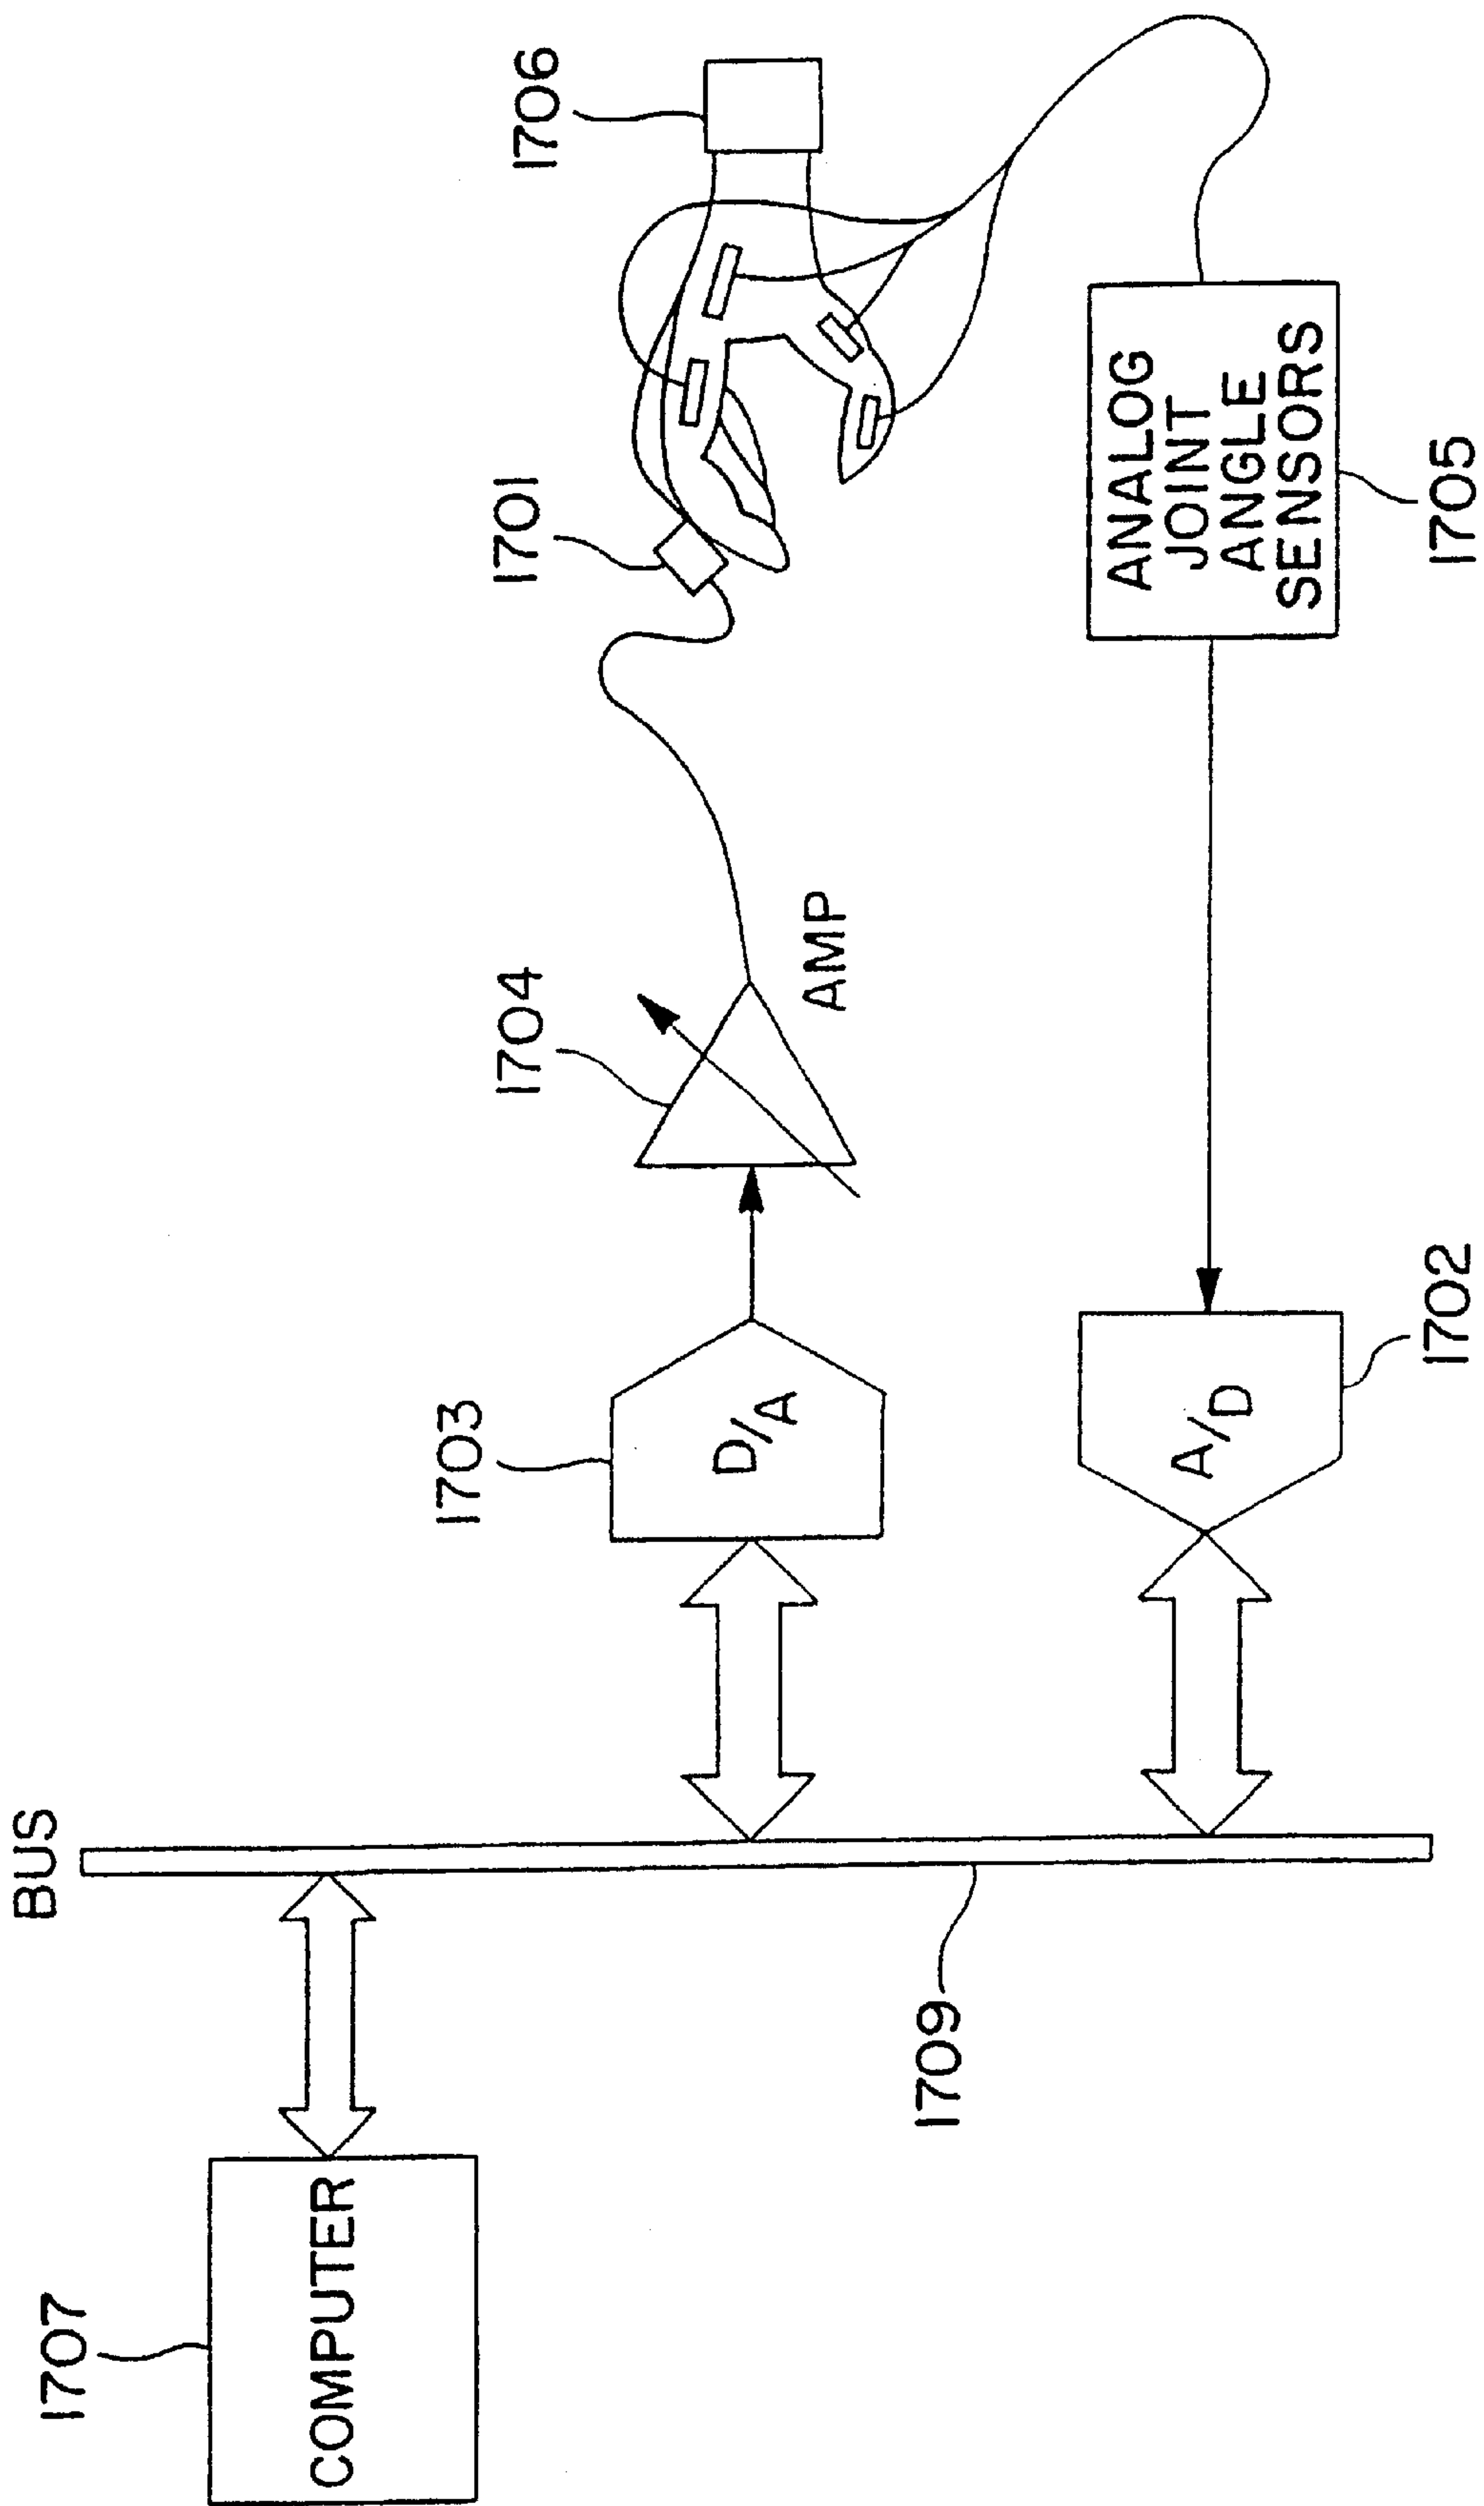 1707
COMPUTER
BUS
1709
1703
D/A
1704
AMP
1701
1706
A/D
1702
ANALOG
JOINT
ANGLE
SENSORS
1705